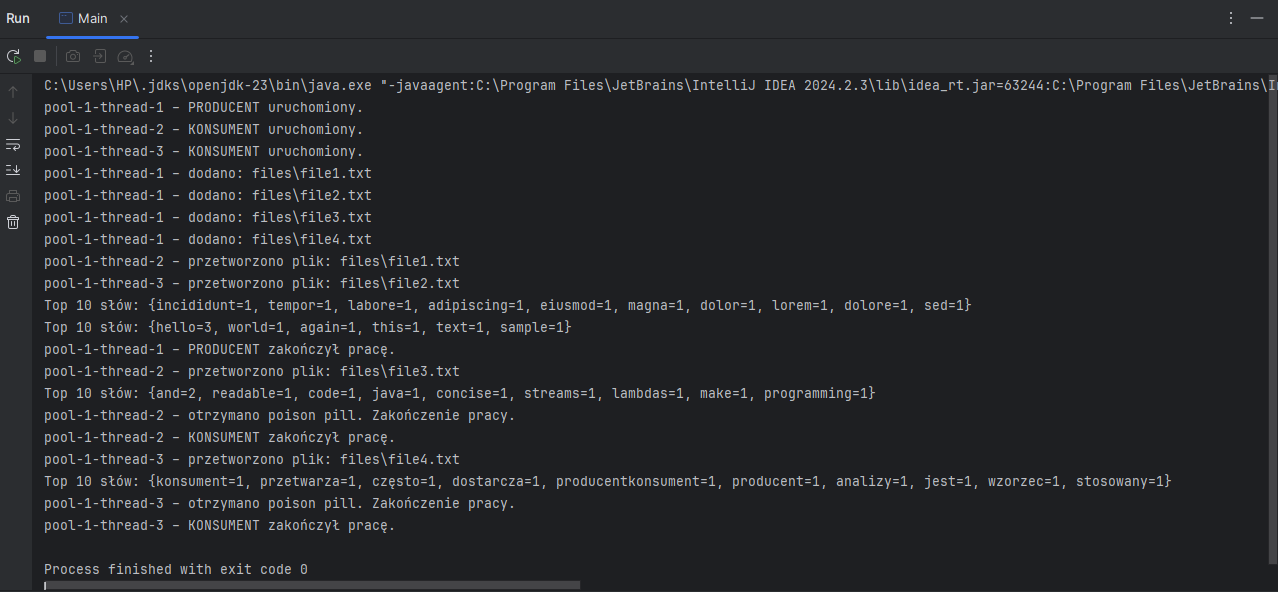 Run Main
C:\Users\HP\.jdks\openjdk-23\bin\java.exe "-javaagent:C:\Program Files\JetBrains\IntelliJ IDEA 2024.2.3\lib\idea_rt.jar=63244:C:\Program Files\JetBrains\I
pool-1-thread-1 – PRODUCENT uruchomiony.
pool-1-thread-2 – KONSUMENT uruchomiony.
pool-1-thread-3 – KONSUMENT uruchomiony.
pool-1-thread-1 – dodano: files\file1.txt
pool-1-thread-1 – dodano: files\file2.txt
pool-1-thread-1 – dodano: files\file3.txt
pool-1-thread-1 – dodano: files\file4.txt
pool-1-thread-2 – przetworzono plik: files\file1.txt
pool-1-thread-3 – przetworzono plik: files\file2.txt
Top 10 słów: {incididunt=1, tempor=1, labore=1, adipiscing=1, eiusmod=1, magna=1, dolor=1, lorem=1, dolore=1, sed=1}
Top 10 słów: {hello=3, world=1, again=1, this=1, text=1, sample=1}
pool-1-thread-1 – PRODUCENT zakończył pracę.
pool-1-thread-2 – przetworzono plik: files\file3.txt
Top 10 słów: {and=2, readable=1, code=1, java=1, concise=1, streams=1, lambdas=1, make=1, programming=1}
pool-1-thread-2 – otrzymano poison pill. Zakończenie pracy.
pool-1-thread-2 – KONSUMENT zakończył pracę.
pool-1-thread-3 – przetworzono plik: files\file4.txt
Top 10 słów: {konsument=1, przetwarza=1, często=1, dostarcza=1, producentkonsument=1, producent=1, analizy=1, jest=1, wzorzec=1, stosowany=1}
pool-1-thread-3 – otrzymano poison pill. Zakończenie pracy.
pool-1-thread-3 – KONSUMENT zakończył pracę.
Process finished with exit code 0